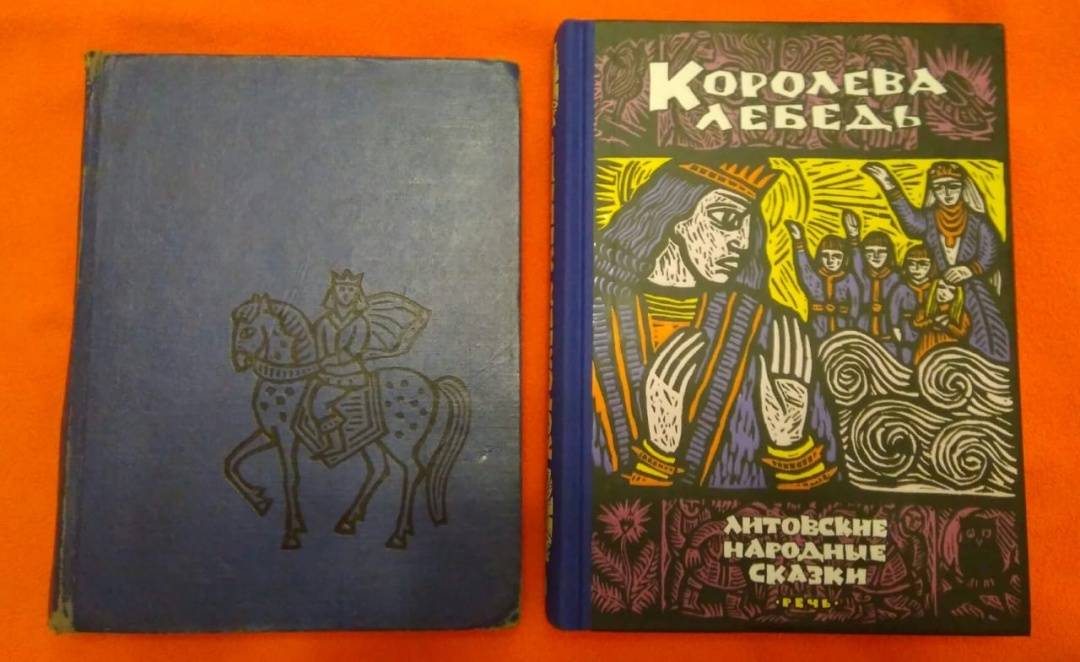 Королева
лебедь
литовские
народные
сказки
·речь·